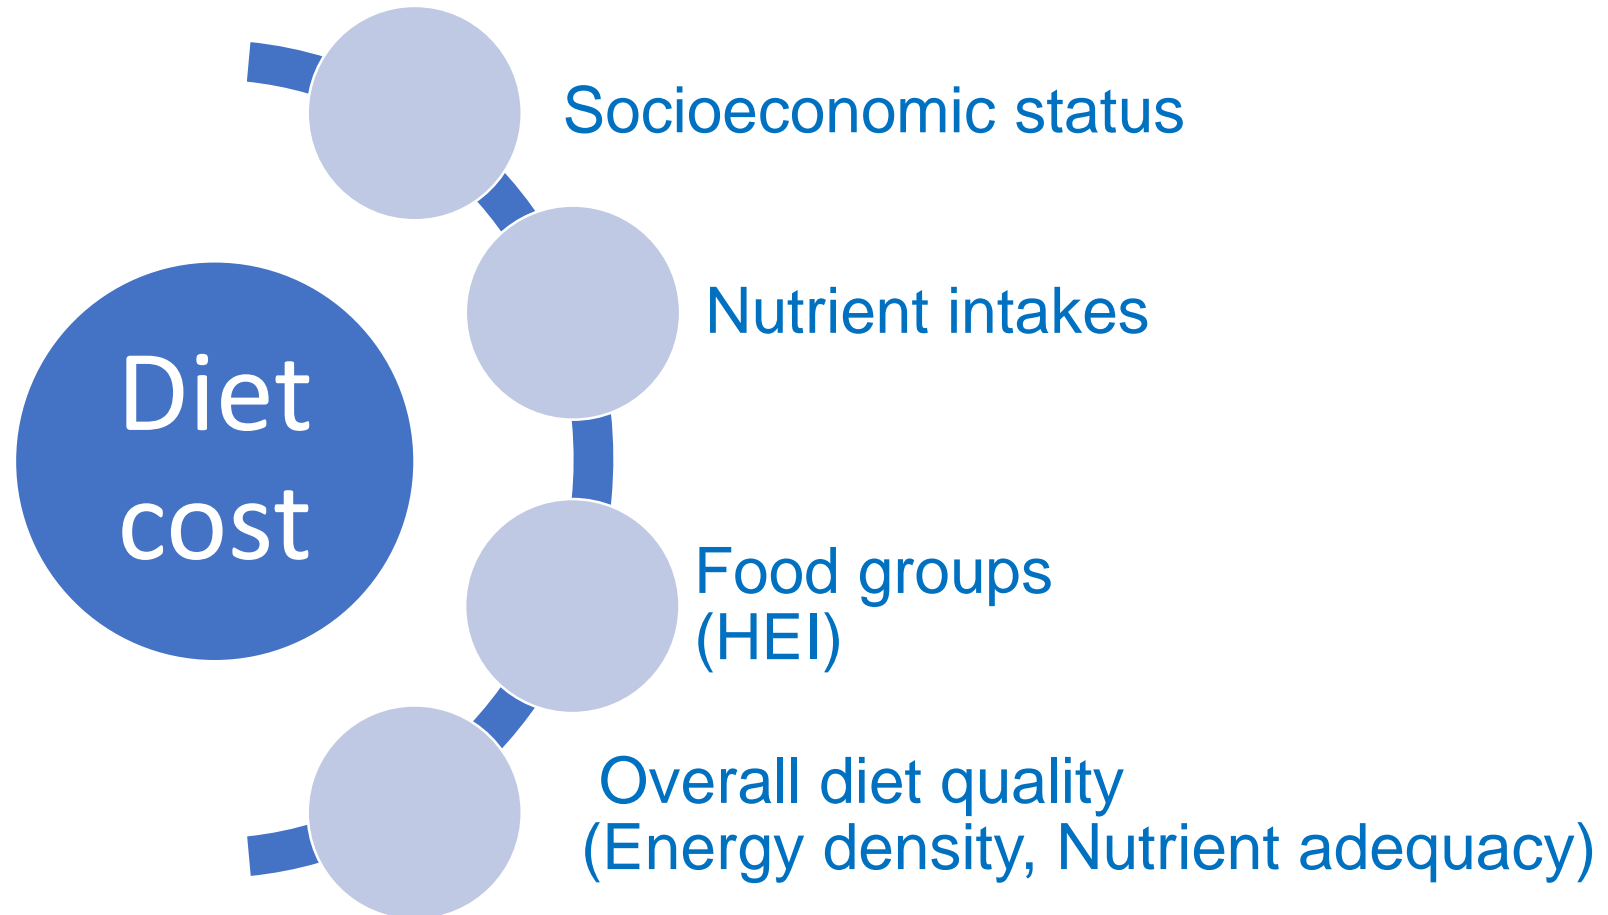 Socioeconomic status
Nutrient intakes
Diet
cost
Food groups
(HEI)
Overall diet quality
(Energy density, Nutrient adequacy)